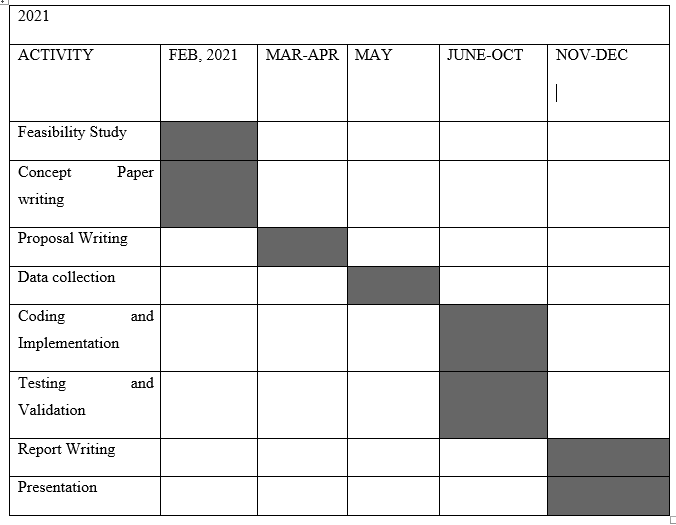 2021
ACTIVITY FEB, 2021 MAR-APR MAY JUNE-OCT NOV-DEC
Feasibility Study
Concept Paper
writing
Proposal Writing
Data collection
Coding and
Implementation
Testing and
Validation
Report Writing
Presentation